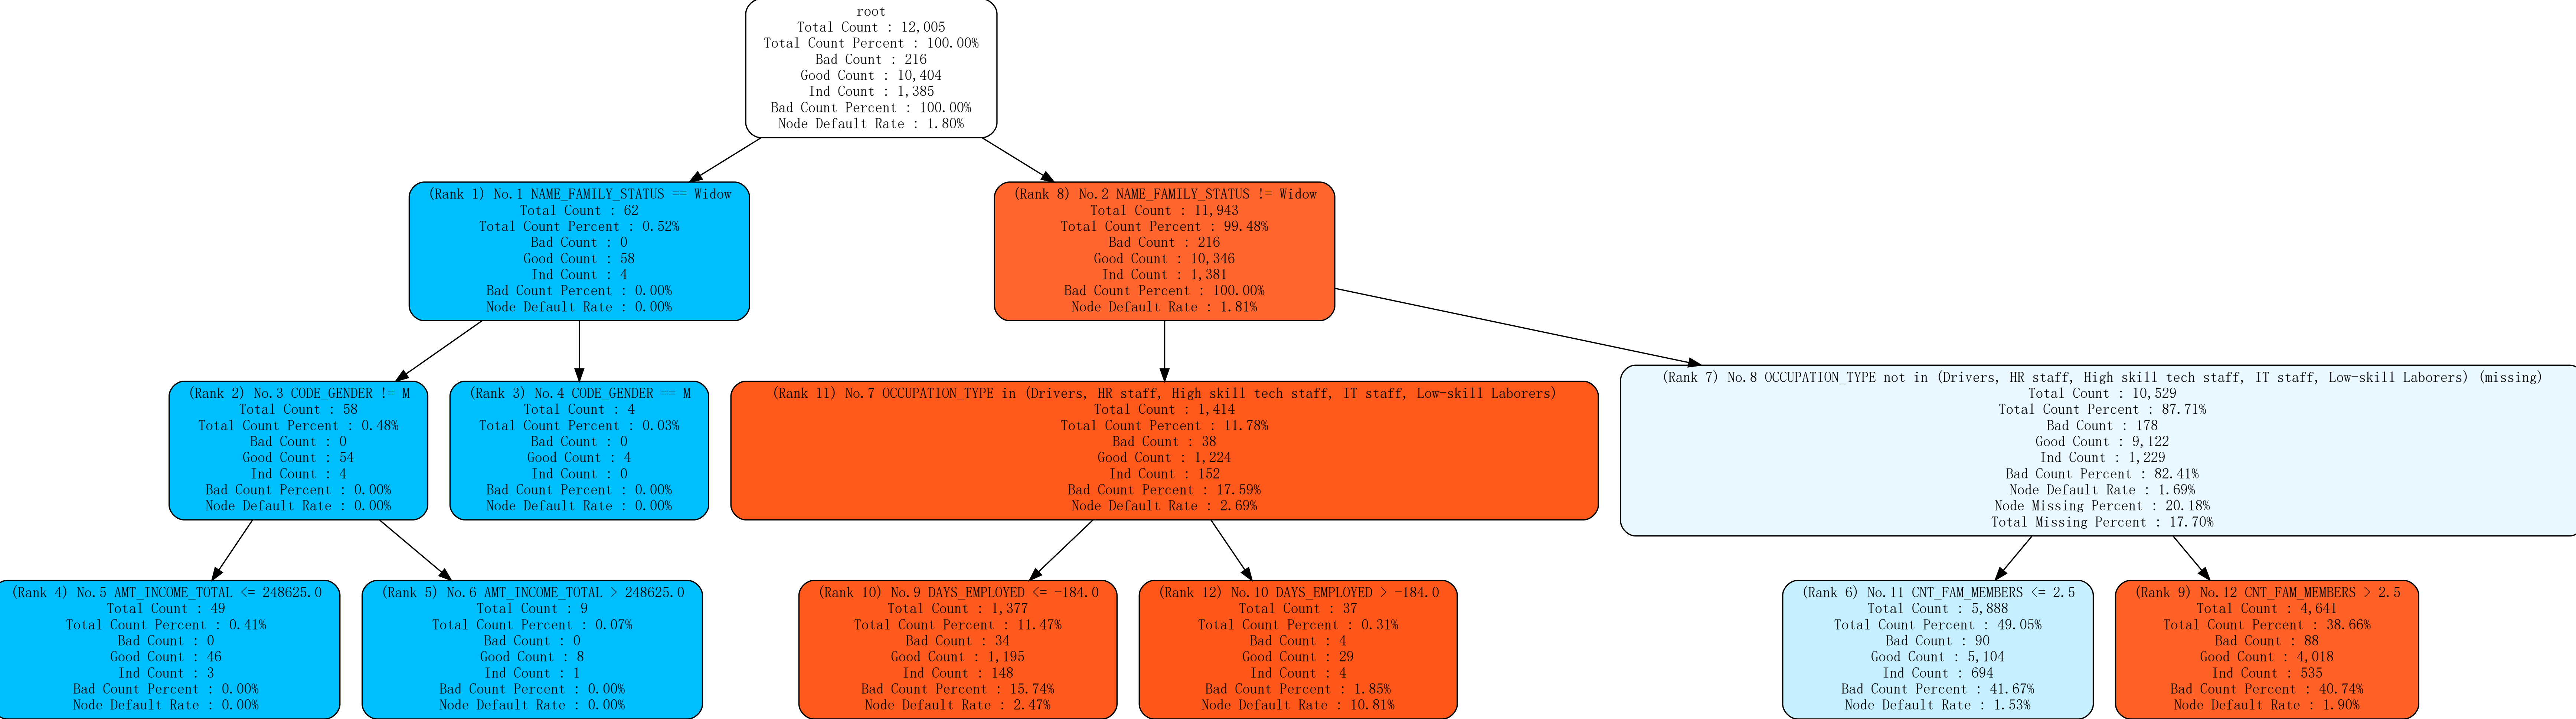 root
Total Count : 12,005
Total Count Percent : 100.00%
Bad Count : 216
Good Count : 10,404
Ind Count : 1,385
Bad Count Percent : 100.00%
Node Default Rate : 1.80%
(Rank 1) No.1 NAME_FAMILY_STATUS == Widow
Total Count : 62
Total Count Percent : 0.52%
Bad Count : 0
Good Count : 58
Ind Count : 4
Bad Count Percent : 0.00%
Node Default Rate : 0.00%
(Rank 8) No.2 NAME_FAMILY_STATUS != Widow
Total Count : 11,943
Total Count Percent : 99.48%
Bad Count : 216
Good Count : 10,346
Ind Count : 1,381
Bad Count Percent : 100.00%
Node Default Rate : 1.81%
(Rank 2) No.3 CODE_GENDER != M
Total Count : 58
Total Count Percent : 0.48%
Bad Count : 0
Good Count : 54
Ind Count : 4
Bad Count Percent : 0.00%
Node Default Rate : 0.00%
(Rank 3) No.4 CODE_GENDER == M
Total Count : 4
Total Count Percent : 0.03%
Bad Count : 0
Good Count : 4
Ind Count : 0
Bad Count Percent : 0.00%
Node Default Rate : 0.00%
(Rank 11) No.7 OCCUPATION_TYPE in (Drivers, HR staff, High skill tech staff, IT staff, Low-skill Laborers)
Total Count : 1,414
Total Count Percent : 11.78%
Bad Count : 38
Good Count : 1,224
Ind Count : 152
Bad Count Percent : 17.59%
Node Default Rate : 2.69%
(Rank 7) No.8 OCCUPATION_TYPE not in (Drivers, HR staff, High skill tech staff, IT staff, Low-skill Laborers) (missing)
Total Count : 10,529
Total Count Percent : 87.71%
Bad Count : 178
Good Count : 9,122
Ind Count : 1,229
Bad Count Percent : 82.41%
Node Default Rate : 1.69%
Node Missing Percent : 20.18%
Total Missing Percent : 17.70%
(Rank 4) No.5 AMT_INCOME_TOTAL <= 248625.0
Total Count : 49
Total Count Percent : 0.41%
Bad Count : 0
Good Count : 46
Ind Count : 3
Bad Count Percent : 0.00%
Node Default Rate : 0.00%
(Rank 5) No.6 AMT_INCOME_TOTAL > 248625.0
Total Count : 9
Total Count Percent : 0.07%
Bad Count : 0
Good Count : 8
Ind Count : 1
Bad Count Percent : 0.00%
Node Default Rate : 0.00%
(Rank 10) No.9 DAYS_EMPLOYED <= -184.0
Total Count : 1,377
Total Count Percent : 11.47%
Bad Count : 34
Good Count : 1,195
Ind Count : 148
Bad Count Percent : 15.74%
Node Default Rate : 2.47%
(Rank 12) No.10 DAYS_EMPLOYED > -184.0
Total Count : 37
Total Count Percent : 0.31%
Bad Count : 4
Good Count : 29
Ind Count : 4
Bad Count Percent : 1.85%
Node Default Rate : 10.81%
(Rank 6) No.11 CNT_FAM_MEMBERS <= 2.5
Total Count : 5,888
Total Count Percent : 49.05%
Bad Count : 90
Good Count : 5,104
Ind Count : 694
Bad Count Percent : 41.67%
Node Default Rate : 1.53%
(Rank 9) No.12 CNT_FAM_MEMBERS > 2.5
Total Count : 4,641
Total Count Percent : 38.66%
Bad Count : 88
Good Count : 4,018
Ind Count : 535
Bad Count Percent : 40.74%
Node Default Rate : 1.90%